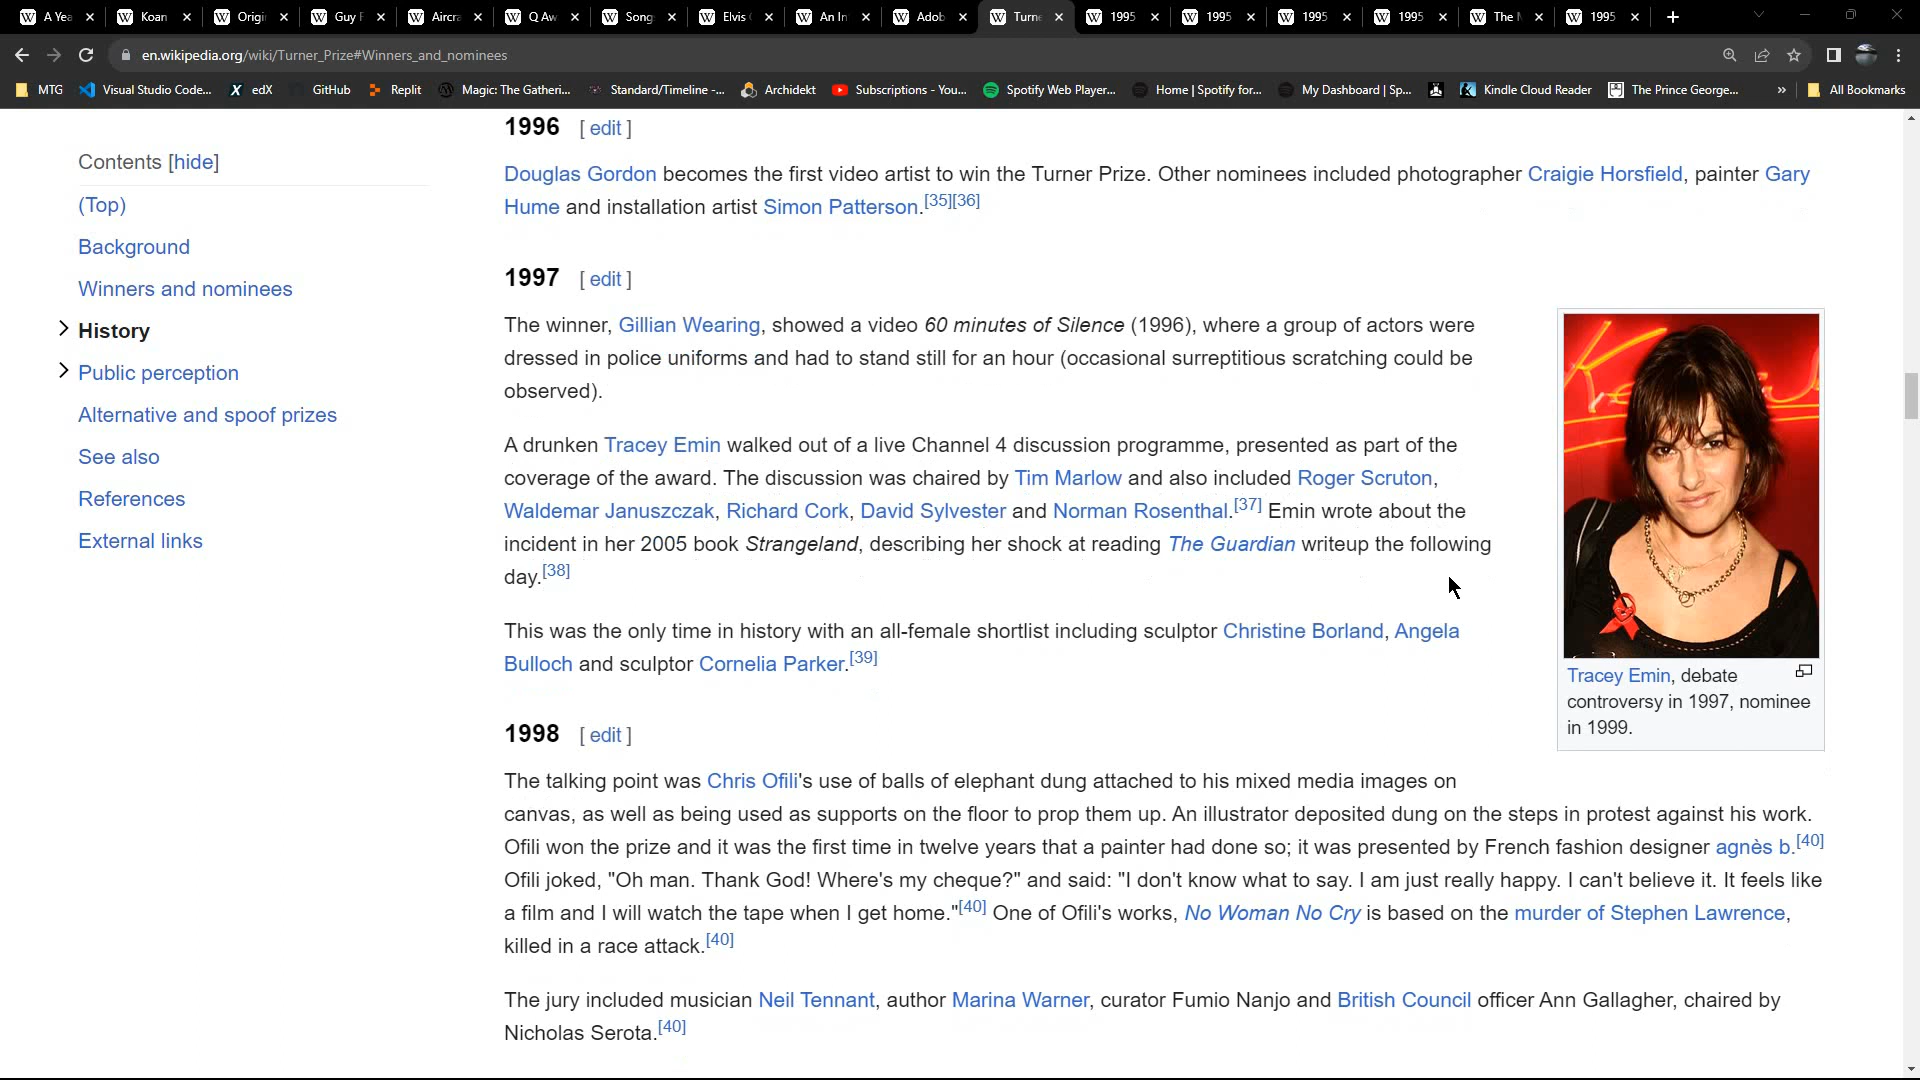 A Yea
Koan
Origi
Guy F
Aircra
Q Aw
Song
Elvis
An In
Adob
Turne
1995
1995
1995
1995
The
1995
en.wikipedia.org/wiki/Turner_Prize#Winners_and_nominees
MTG
Visual Studio Code...
edX
GitHub
Replit
Magic: The Gatheri...
Standard/Timeline -...
Archidekt
Subscriptions - You...
Spotify Web Player...
Home | Spotify for...
My Dashboard | Sp...
Kindle Cloud Reader
The Prince George...
»
All Bookmarks
Contents [hide]
(Top)
Background
Winners and nominees
History
Public perception
Alternative and spoof prizes
See also
References
External links
1996 [ edit ]
Douglas Gordon becomes the first video artist to win the Turner Prize. Other nominees included photographer Craigie Horsfield, painter Gary
Hume and installation artist Simon Patterson.[35][36]
1997 [ edit ]
The winner, Gillian Wearing, showed a video 60 minutes of Silence (1996), where a group of actors were
dressed in police uniforms and had to stand still for an hour (occasional surreptitious scratching could be
observed).
A drunken Tracey Emin walked out of a live Channel 4 discussion programme, presented as part of the
coverage of the award. The discussion was chaired by Tim Marlow and also included Roger Scruton,
Waldemar Januszczak, Richard Cork, David Sylvester and Norman Rosenthal.[37] Emin wrote about the
incident in her 2005 book Strangeland, describing her shock at reading The Guardian writeup the following
day.[38]
This was the only time in history with an all-female shortlist including sculptor Christine Borland, Angela
Bulloch and sculptor Cornelia Parker.[39]
Tracey Emin, debate
controversy in 1997, nominee
in 1999.
1998 [ edit ]
The talking point was Chris Ofili's use of balls of elephant dung attached to his mixed media images on
canvas, as well as being used as supports on the floor to prop them up. An illustrator deposited dung on the steps in protest against his work.
Ofili won the prize and it was the first time in twelve years that a painter had done so; it was presented by French fashion designer agnès b.[40]
Ofili joked, "Oh man. Thank God! Where's my cheque?" and said: "I don't know what to say. I am just really happy. I can't believe it. It feels like
a film and I will watch the tape when I get home."[40] One of Ofili's works, No Woman No Cry is based on the murder of Stephen Lawrence,
killed in a race attack.[40]
The jury included musician Neil Tennant, author Marina Warner, curator Fumio Nanjo and British Council officer Ann Gallagher, chaired by
Nicholas Serota.[40]